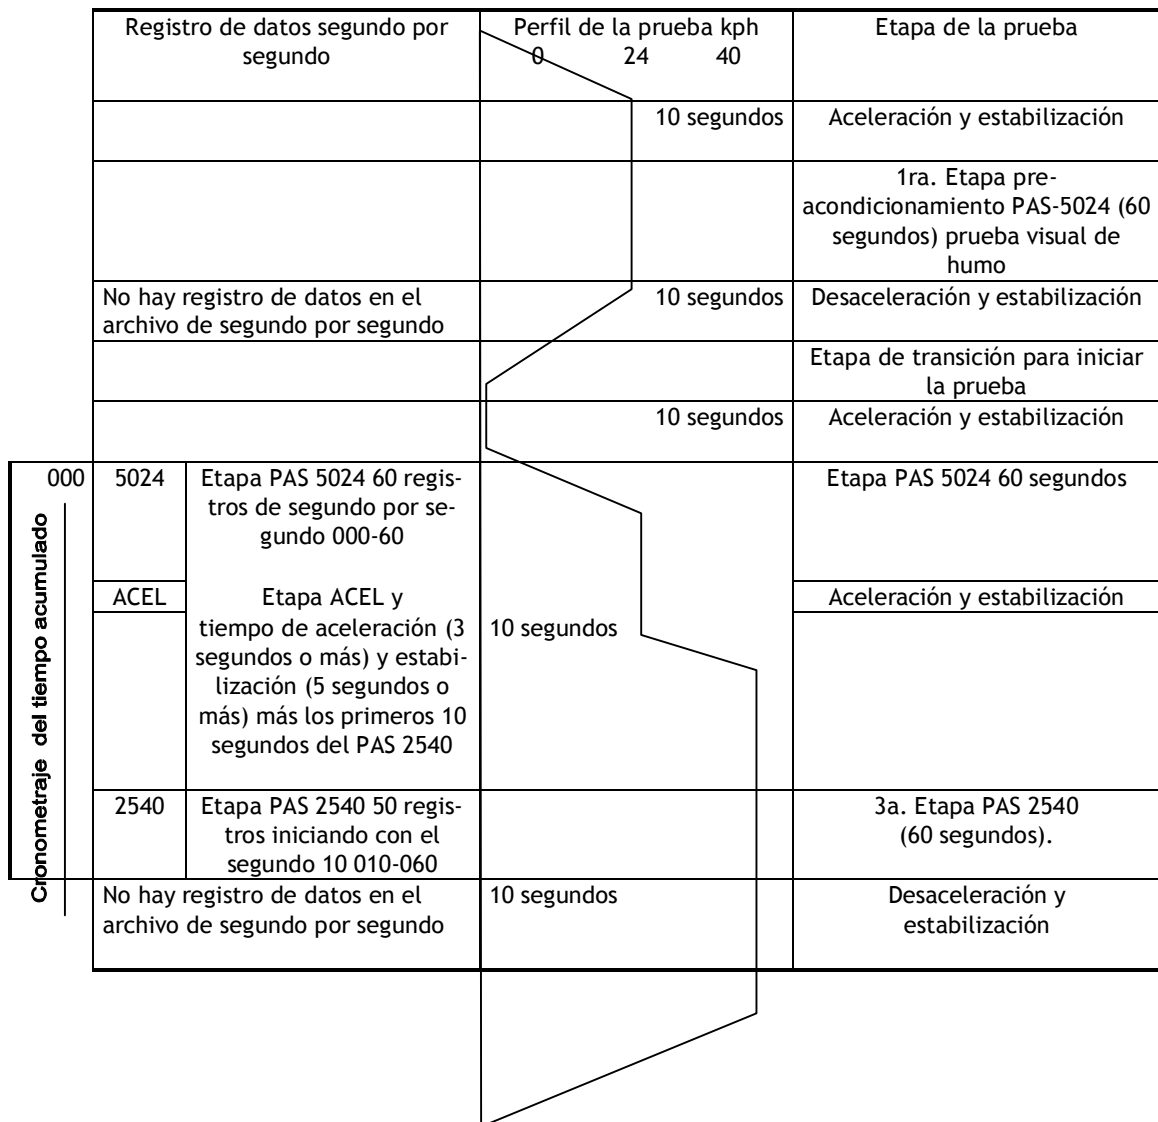 Registro de datos segundo por
segundo
Perfil de la prueba kph
0 24 40
Etapa de la prueba
10 segundos
Aceleración y estabilización
1ra. Etapa pre-
acondicionamiento PAS-5024 (60
segundos) prueba visual de
humo
No hay registro de datos en el
archivo de segundo por segundo
10 segundos
Desaceleración y estabilización
Etapa de transición para iniciar
la prueba
10 segundos
Aceleración y estabilización
Cronometraje del tiempo acumulado
000
5024
Etapa PAS 5024 60 regis-
tros de segundo por se-
gundo 000-60
Etapa PAS 5024 60 segundos
ACEL
Etapa ACEL y
tiempo de aceleración (3
segundos o más) y estabi-
lización (5 segundos o
más) más los primeros 10
segundos del PAS 2540
10 segundos
Aceleración y estabilización
2540
Etapa PAS 2540 50 regis-
tros iniciando con el
segundo 10 010-060
3a. Etapa PAS 2540
(60 segundos).
No hay registro de datos en el
archivo de segundo por segundo
10 segundos
Desaceleración y
estabilización